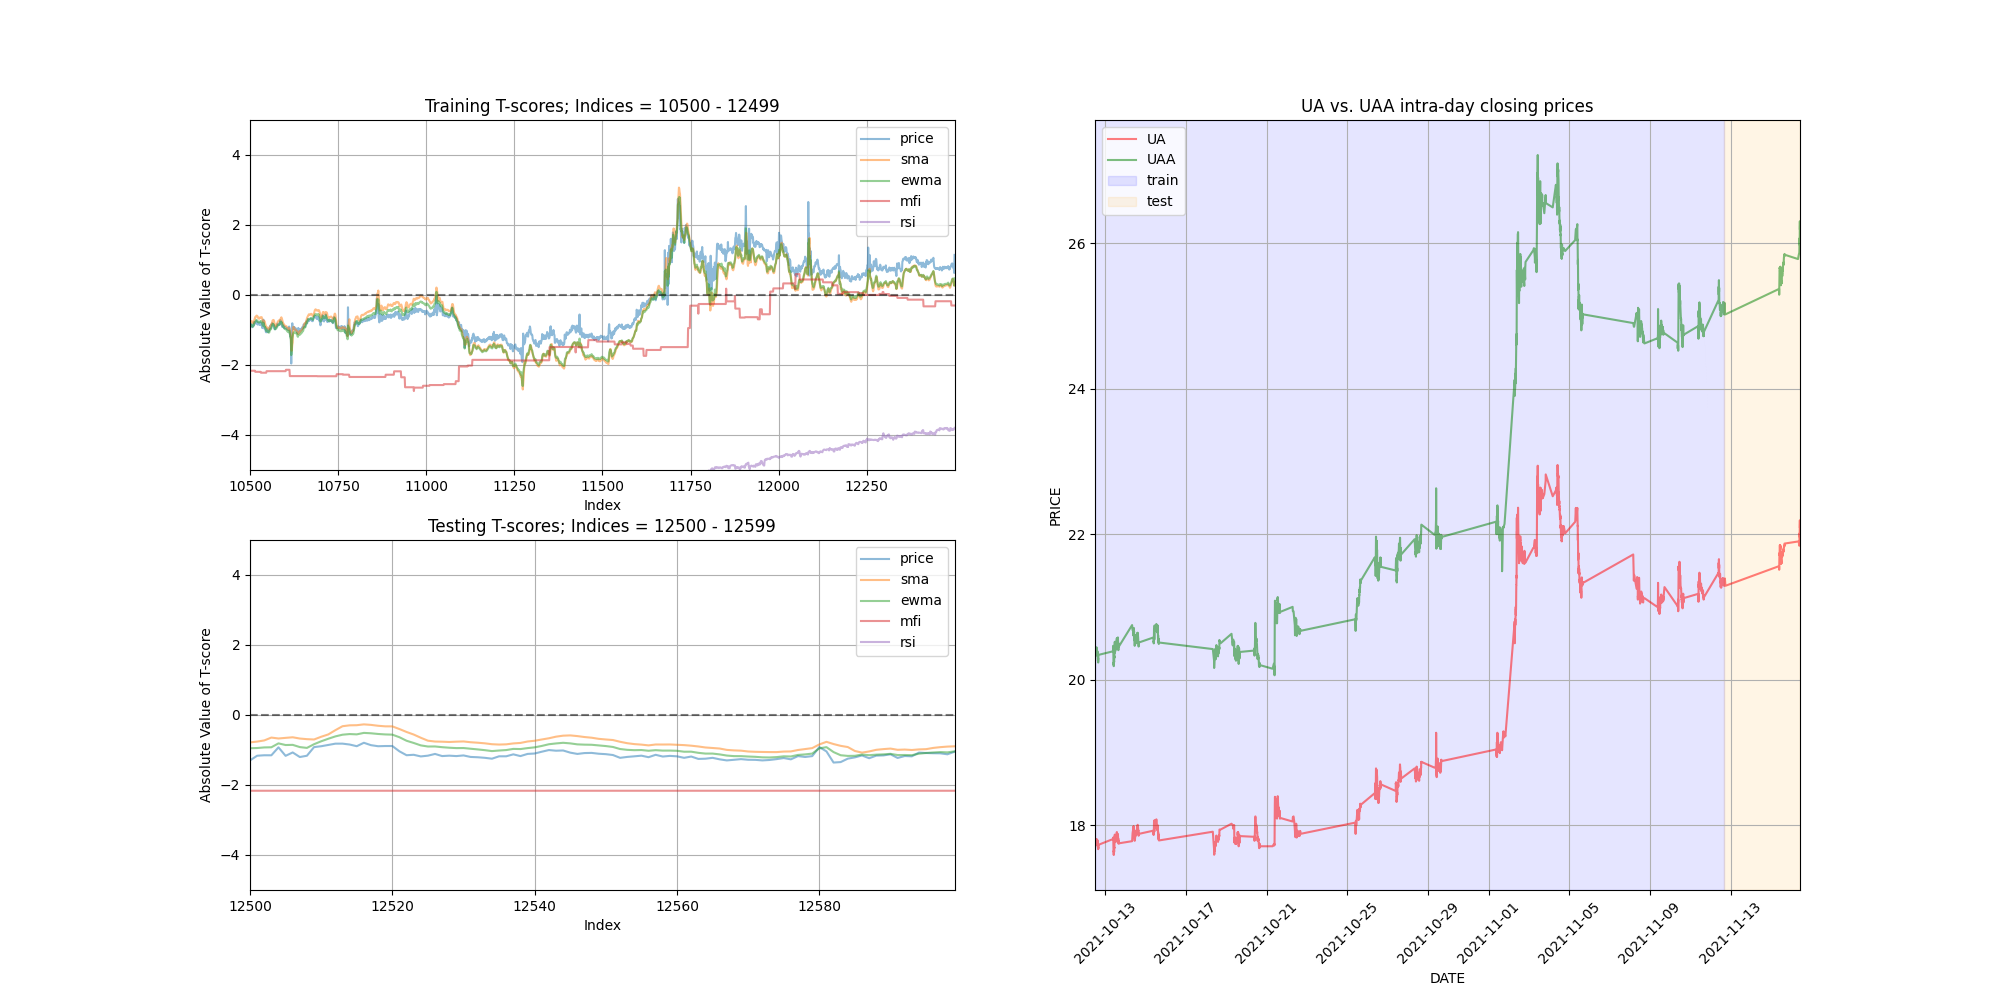 Training T-scores; Indices = 10500 - 12499
Absolute Value of T-score
4
2
0
−2
−4
price
sma
ewma
mfi
rsi
10500 10750 11000 11250 11500 11750 12000 12250
Index
Testing T-scores; Indices = 12500 - 12599
Absolute Value of T-score
4
2
0
−2
−4
price
sma
ewma
mfi
rsi
12500 12520 12540 12560 12580
Index
UA vs. UAA intra-day closing prices
UA
UAA
train
test
PRICE
26
24
22
20
18
2021-10-13 2021-10-17 2021-10-21 2021-10-25 2021-10-29 2021-11-01 2021-11-05 2021-11-09 2021-11-13
DATE